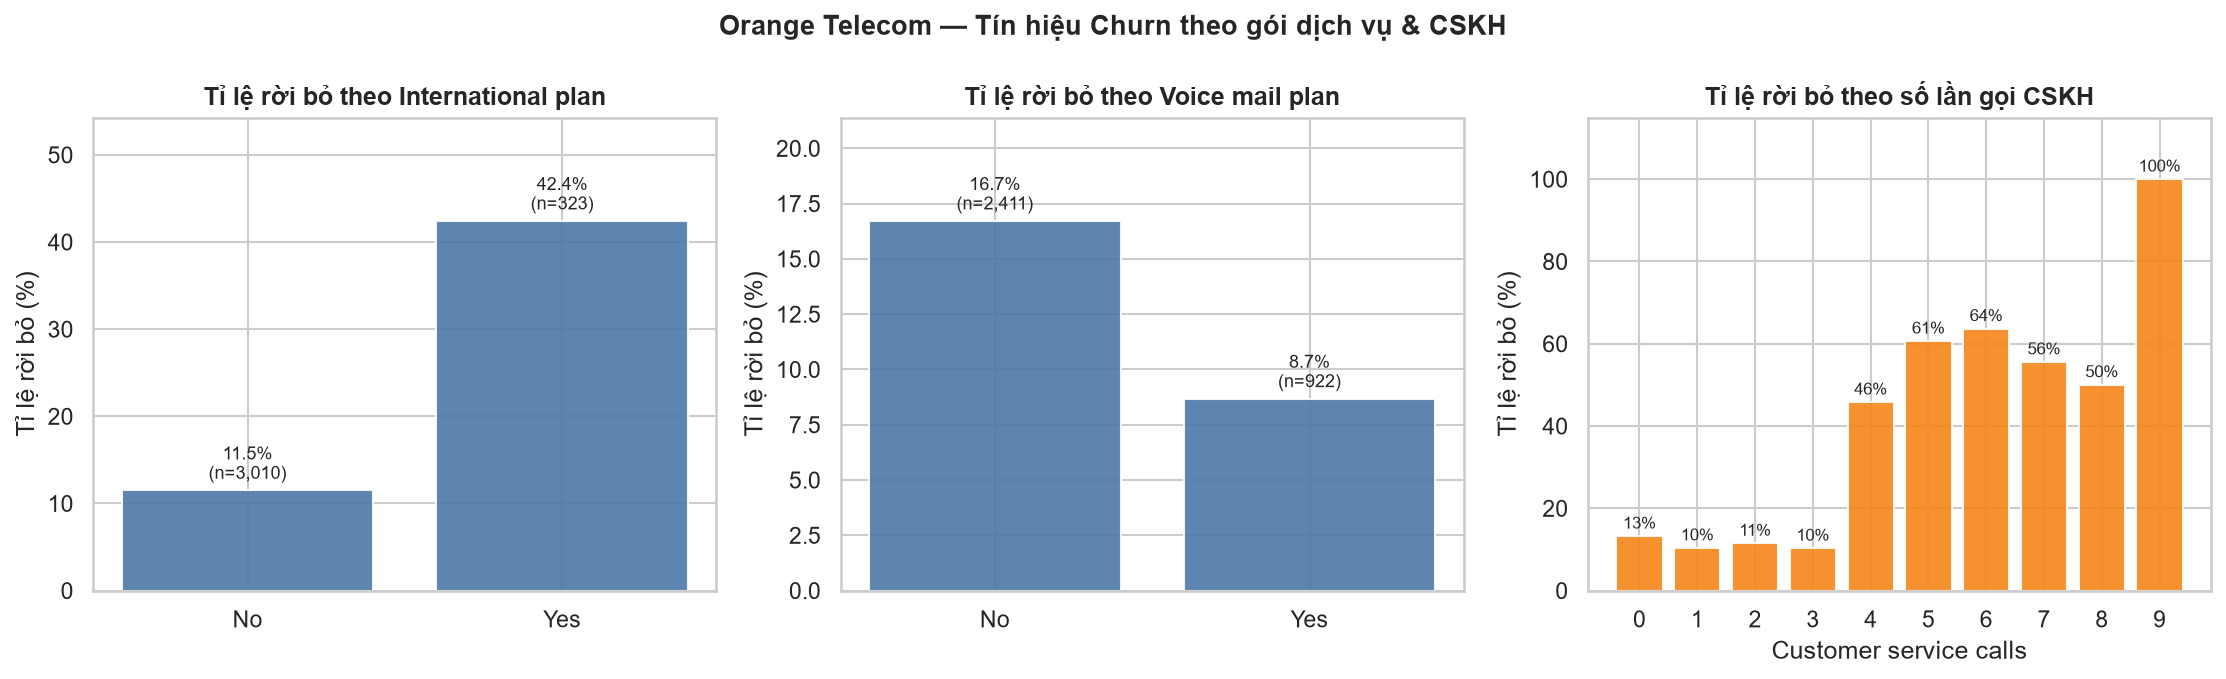 Orange Telecom — Tín hiệu Churn theo gói dịch vụ & CSKH
Tỉ lệ rời bỏ theo International plan
Tỉ lệ rời bỏ (%)
50
40
30
20
10
0
11.5%
(n=3,010)
42.4%
(n=323)
No
Yes
Tỉ lệ rời bỏ theo Voice mail plan
Tỉ lệ rời bỏ (%)
20.0
17.5
15.0
12.5
10.0
7.5
5.0
2.5
0.0
16.7%
(n=2,411)
8.7%
(n=922)
No
Yes
Tỉ lệ rời bỏ theo số lần gọi CSKH
Tỉ lệ rời bỏ (%)
100
80
60
40
20
0
13%
10%
11%
10%
46%
61%
64%
56%
50%
100%
0 1 2 3 4 5 6 7 8 9
Customer service calls